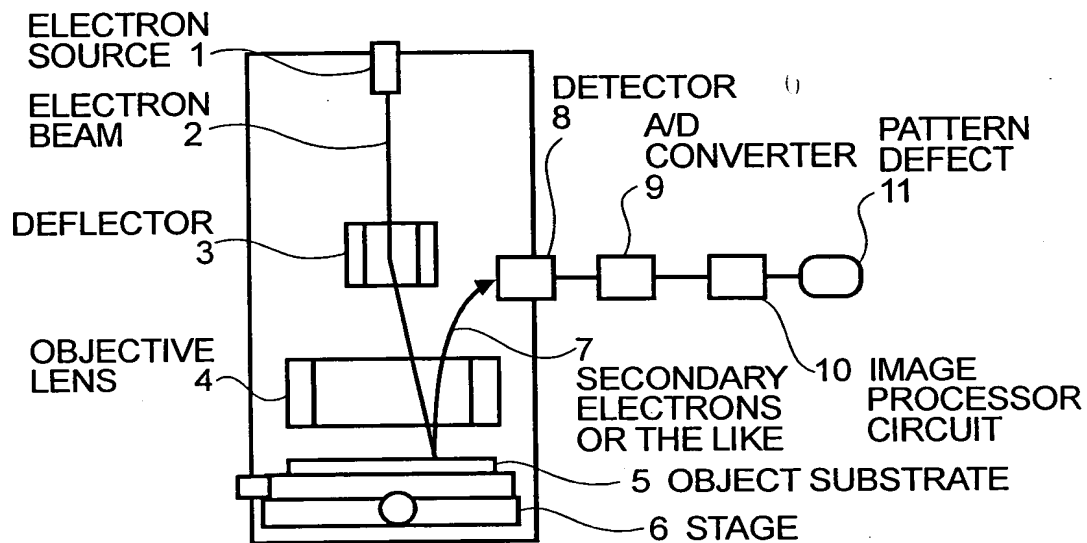 ELECTRON
SOURCE 1
ELECTRON
BEAM 2
DEFLECTOR
3
OBJECTIVE
LENS 4
DETECTOR
8
A/D
CONVERTER
9
PATTERN
DEFECT
11
7
SECONDARY
ELECTRONS
OR THE LIKE
10 IMAGE
PROCESSOR
CIRCUIT
5 OBJECT SUBSTRATE
6 STAGE